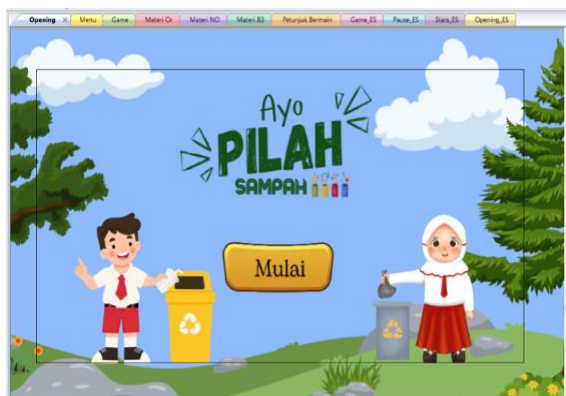 Opening × Menu Game Materi Or Materi NO Materi B3 Petunjuk Bermain Game_ES Pause_ES Stars_ES Opening_ES
Ayo
PILAH
SAMPAH
Mulai